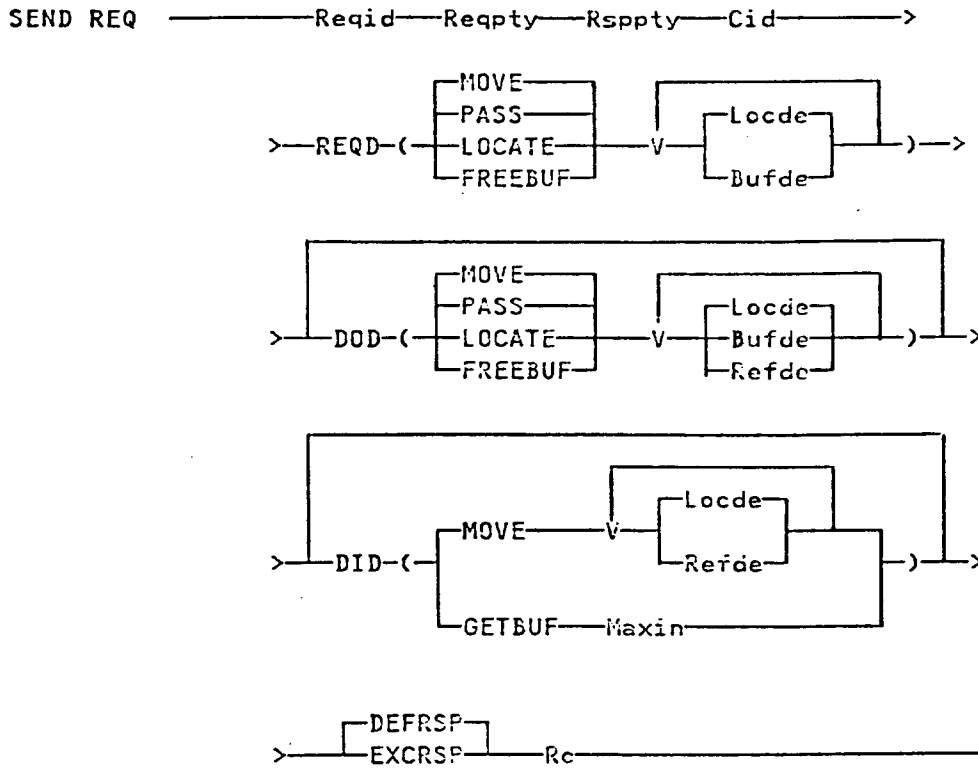 SEND REQ Reqid Reqpty Rsppty Cid >
MOVE
PASS Locde
>REQD-( LOCATE V )->
FREEBUF Bufde
MOVE
PASS Locde
> DOD-( LOCATE V Bufde ) >
FREEBUF Refde
Locde
MOVE V
Refde
> DID-( ) >
GETBUF Maxin
DEFRSP
> EXCRSP Rc